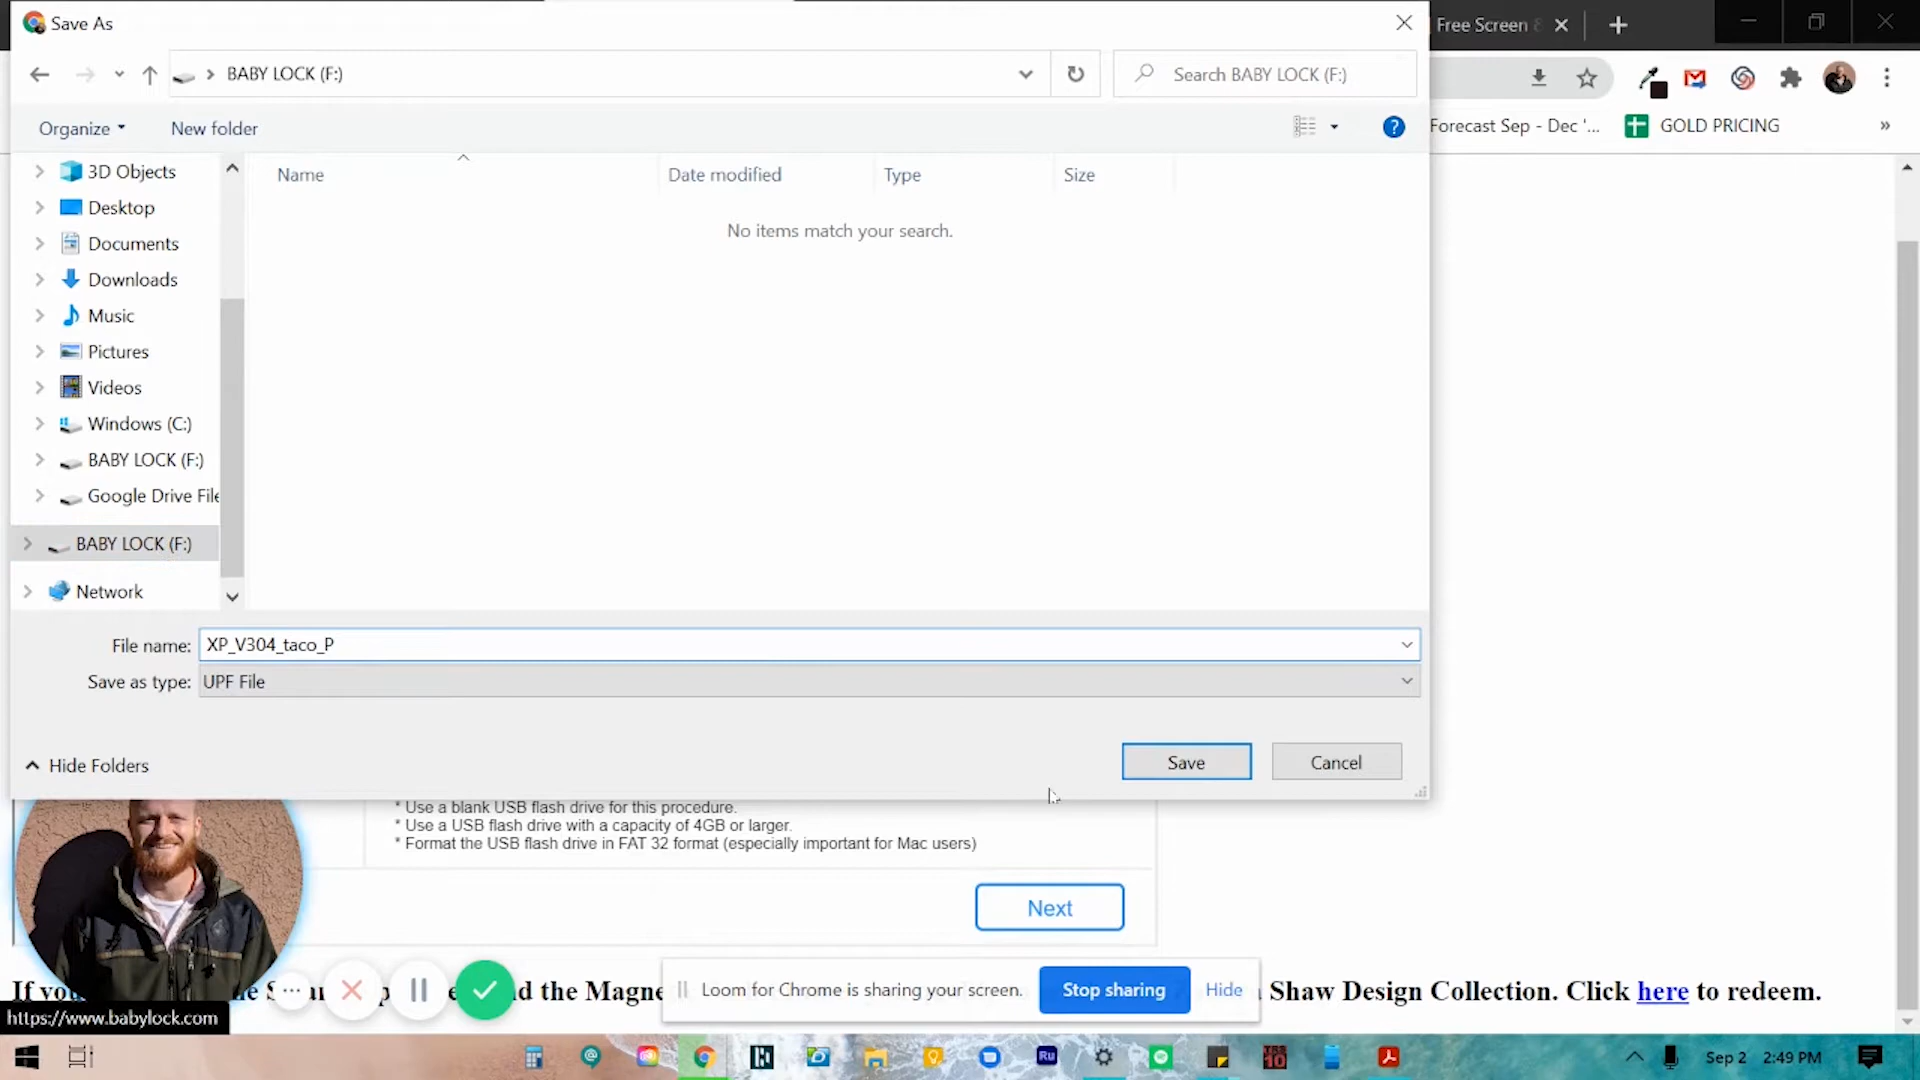 Save As
Free Screen &
BABY LOCK (F:)
Search BABY LOCK (F:)
Organize
New folder
?
Forecast Sep - Dec '...
GOLD PRICING
»
Name
Date modified
Type
Size
No items match your search.
3D Objects
Desktop
Documents
Downloads
Music
Pictures
Videos
Windows (C:)
BABY LOCK (F:)
Google Drive File
BABY LOCK (F:)
Network
File name: XP_V304_taco_P
Save as type: UPF File
Hide Folders
Save
Cancel
* Use a blank USB flash drive for this procedure.
* Use a USB flash drive with a capacity of 4GB or larger.
* Format the USB flash drive in FAT 32 format (especially important for Mac users)
Next
If you
d the Magne
Shaw Design Collection. Click here to redeem.
Loom for Chrome is sharing your screen.
Stop sharing
Hide
https://www.babylock.com
Ru
Sep 2 2:49 PM